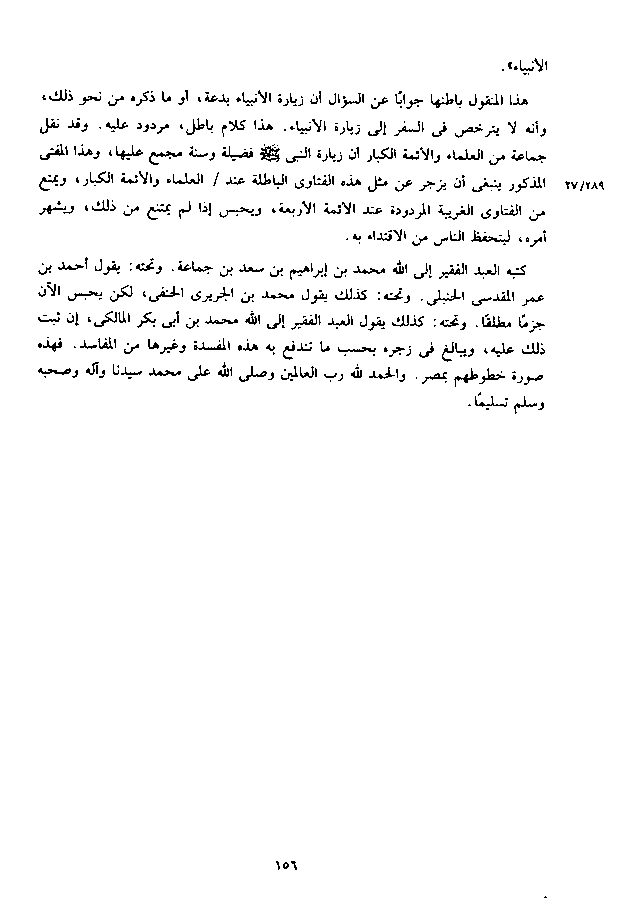 الأنبياء؟.
هذا المنقول باطنها جوابًا عن السؤال أن زيارة الأنبياء بدعة، أو ما ذكره من نحو ذلك،
وأنه لا يترخص فى السفر إلى زيارة الأنبياء. هذا كلام باطل، مردود عليه. وقد نقل
جماعة من العلماء والأئمة الكبار أن زيارة النبى ﷺ فضيلة وسنة مجمع عليها، وهذا المفتى
المذكور ينبغى أن يزجر عن مثل هذه الفتاوى الباطلة عند / العلماء والأئمة الكبار، ويمنع ٢٧/٢٨٩
من الفتاوى الغريبة المردودة عند الأئمة الأربعة، ويحبس إذا لم يمتنع من ذلك، ويشهر
أمره، ليتحفظ الناس من الاقتداء به.
كتبه العبد الفقير إلى الله محمد بن إبراهيم بن سعد بن جماعة. وتحته: يقول أحمد بن
عمر المقدسى الحنبلى. وتحته: كذلك يقول محمد بن الجريرى الحنفى، لكن يحبس الآن
جزمًا مطلقًا. وتحته: كذلك يقول العبد الفقير إلى الله محمد بن أبى بكر المالكى، إن ثبت
ذلك عليه، ويبالغ فى زجره بحسب ما تندفع به هذه المفسدة وغيرها من المفاسد. فهذه
صورة خطوطهم بمصر. والحمد لله رب العالمين وصلى الله على محمد سيدنا وآله وصحبه
وسلم تسليمًا.
١٥٦